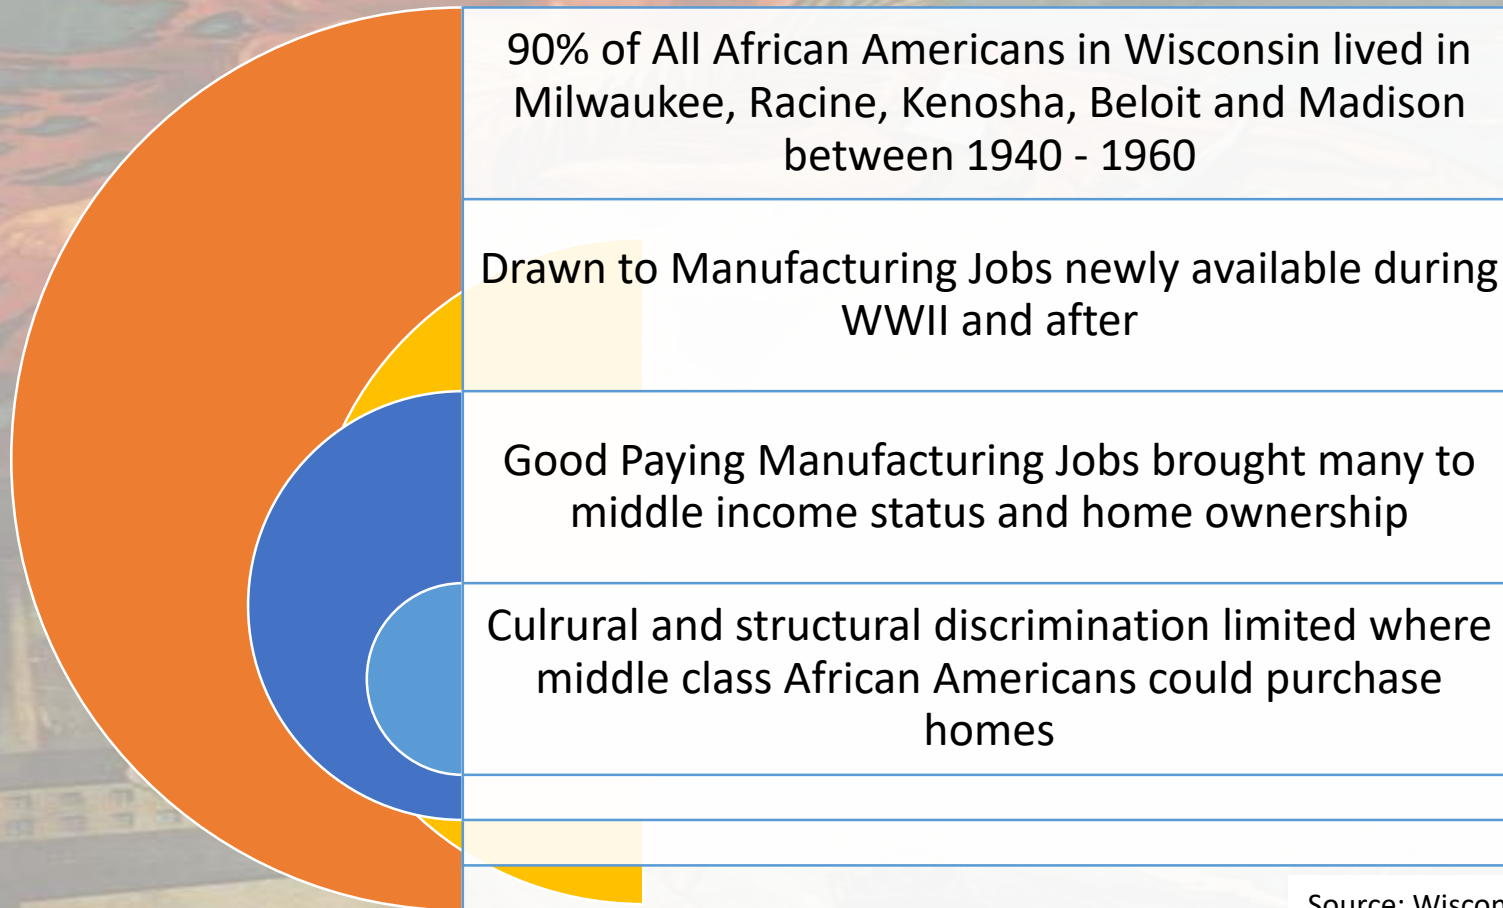 90% of All African Americans in Wisconsin lived in
Milwaukee, Racine, Kenosha, Beloit and Madison
between 1940 - 1960
Drawn to Manufacturing Jobs newly available during
WWII and after
Good Paying Manufacturing Jobs brought many to
middle income status and home ownership
Culrural and structural discrimination limited where
middle class African Americans could purchase
homes
Source: